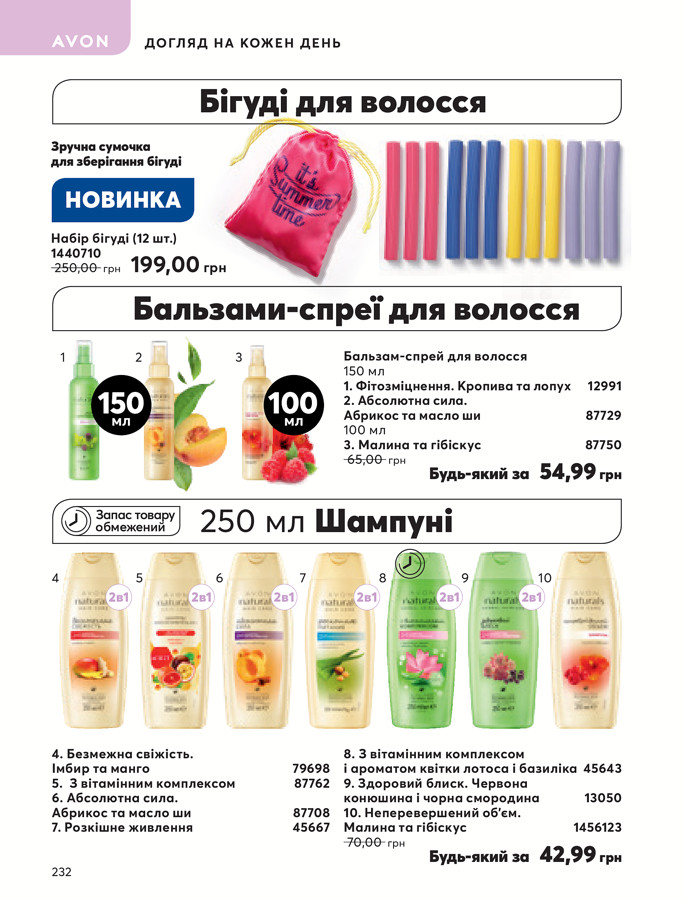 AVON
ДОГЛЯД НА КОЖЕН ДЕНЬ
Бігуді для волосся
Зручна сумочка
для зберігання бігуді
НОВИНКА
Набір бігуді (12 шт.)
1440710
250,00 грн 199,00 грн
it's
Summer
time
Бальзами-спреї для волосся
1
2
3
150
мл
100
мл
Бальзам-спрей для волосся
150 мл
1. Фітозміцнення. Кропива та лопух 12991
2. Абсолютна сила.
Абрикос та масло ши 87729
100 мл
3. Малина та гібіскус 87750
65,00 грн
Будь-який за 54,99 грн
Запас товару
обмежений
250 мл Шампуні
4
5
6
7
8
9
10
2в1
2в1
2в1
2в1
2в1
2в1
AVON
naturals
HAIR CARE
4. Безмежна свіжість.
Імбир та манго 79698
5. З вітамінним комплексом 87762
6. Абсолютна сила.
Абрикос та масло ши 87708
7. Розкішне живлення 45667
8. З вітамінним комплексом
і ароматом квітки лотоса і базиліка 45643
9. Здоровий блиск. Червона
конюшина і чорна смородина 13050
10. Неперевершений об'єм.
Малина та гібіскус 1456123
70,00 грн
Будь-який за 42,99 грн
232